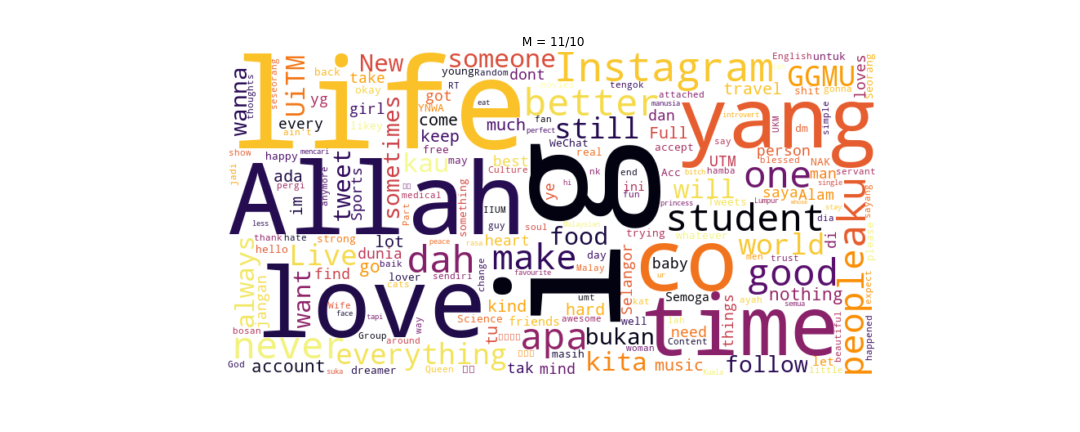 M = 11/10
life
Allah
love
ig
yang
co
time
Instagram
better
still
student
good
one
world
make
dah
apa
never
everything
always
Live
kau
sometimes
tweet
Sports
im
ada
every
wanna
thoughts
seseorang
UiTM
yg
back
take
okay
New
girl
likey
ain't
got
YNWA
come
keep
free
may
someone
young
Random
dont
RT
eat
much
fan
perfect
WeChat
real
best
Culture
tengok
attached
manusia
dan
Full
accept
travel
introvert
GGMU
English
untuk
shit
gonna
loves
seorang
simple
UKM
dm
say
person
blessed
NAK
UTM
hamba
man
servant
single
Acc
bitch
will
saya
Alam
sayang
princess
Tweets
Lumpur
whose
stay
please
dia
di
aku
people
expect
happened
beautiful
trust
men
nothing
ayah
semua
things
need
Content
Semoga
baby
ur
whatever
trying
Selangor
kat
ye
hi
nk
ini
end
fun
food
soul
guy
IIUM
something
medical
Part
anymore
mencari
happy
pergi
show
jadi
less
thank
hate
hello
strong
lot
dunia
go
baik
find
want
jangan
bosan
lover
cats
sendiri
peace
rasa
heart
change
favourite
day
Malay
umt
hard
awesome
kind
friends
Science
tu
way
around
tapi
Group
face
Wife
God
account
suka
dreamer
Queen
tak
mind
masih
bukan
well
woman
kita
music
follow
let
little